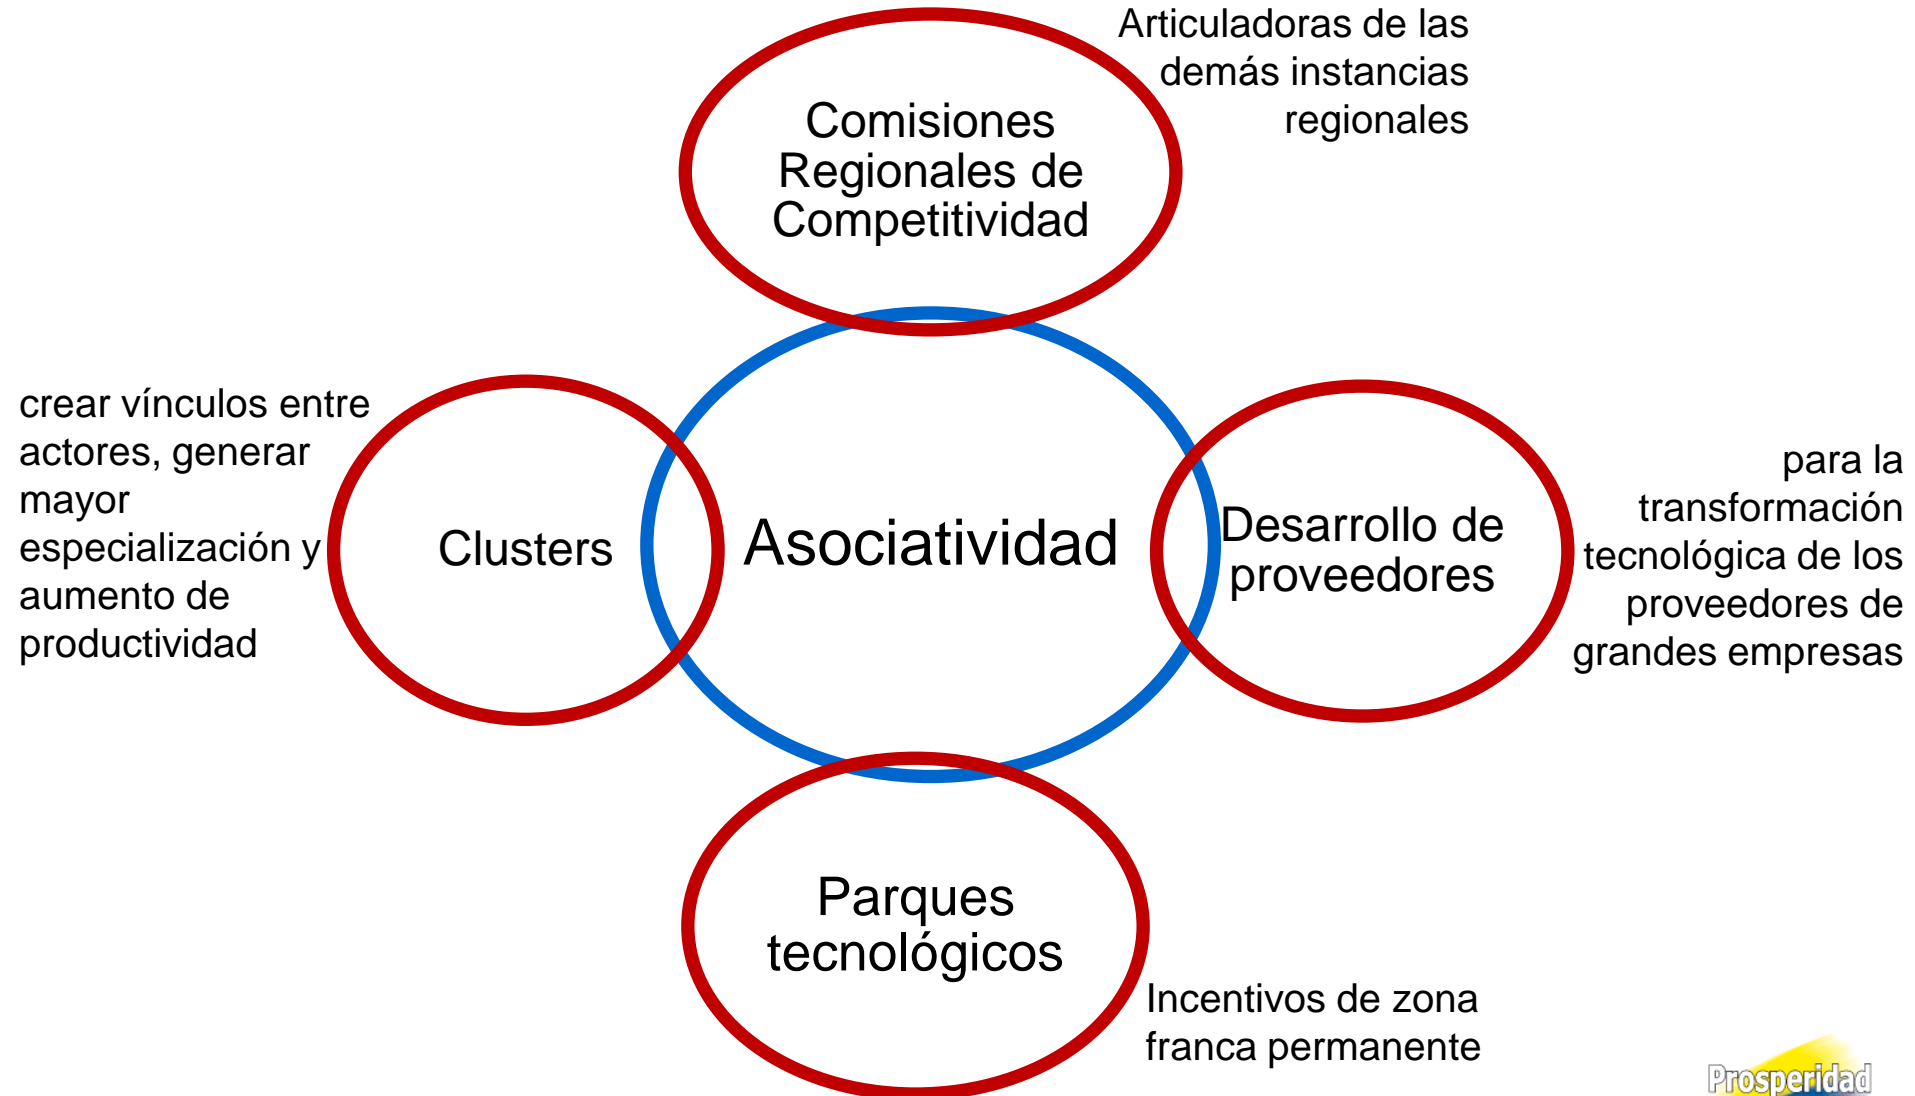 Articuladoras de las
demás instancias
regionales
Comisiones
Regionales de
Competitividad
crear vínculos entre
actores, generar
mayor
especialización y
aumento de
productividad
Clusters
Asociatividad
Desarrollo de
proveedores
para la
transformación
tecnológica de los
proveedores de
grandes empresas
Parques
tecnológicos
Incentivos de zona
franca permanente
Prosperidad